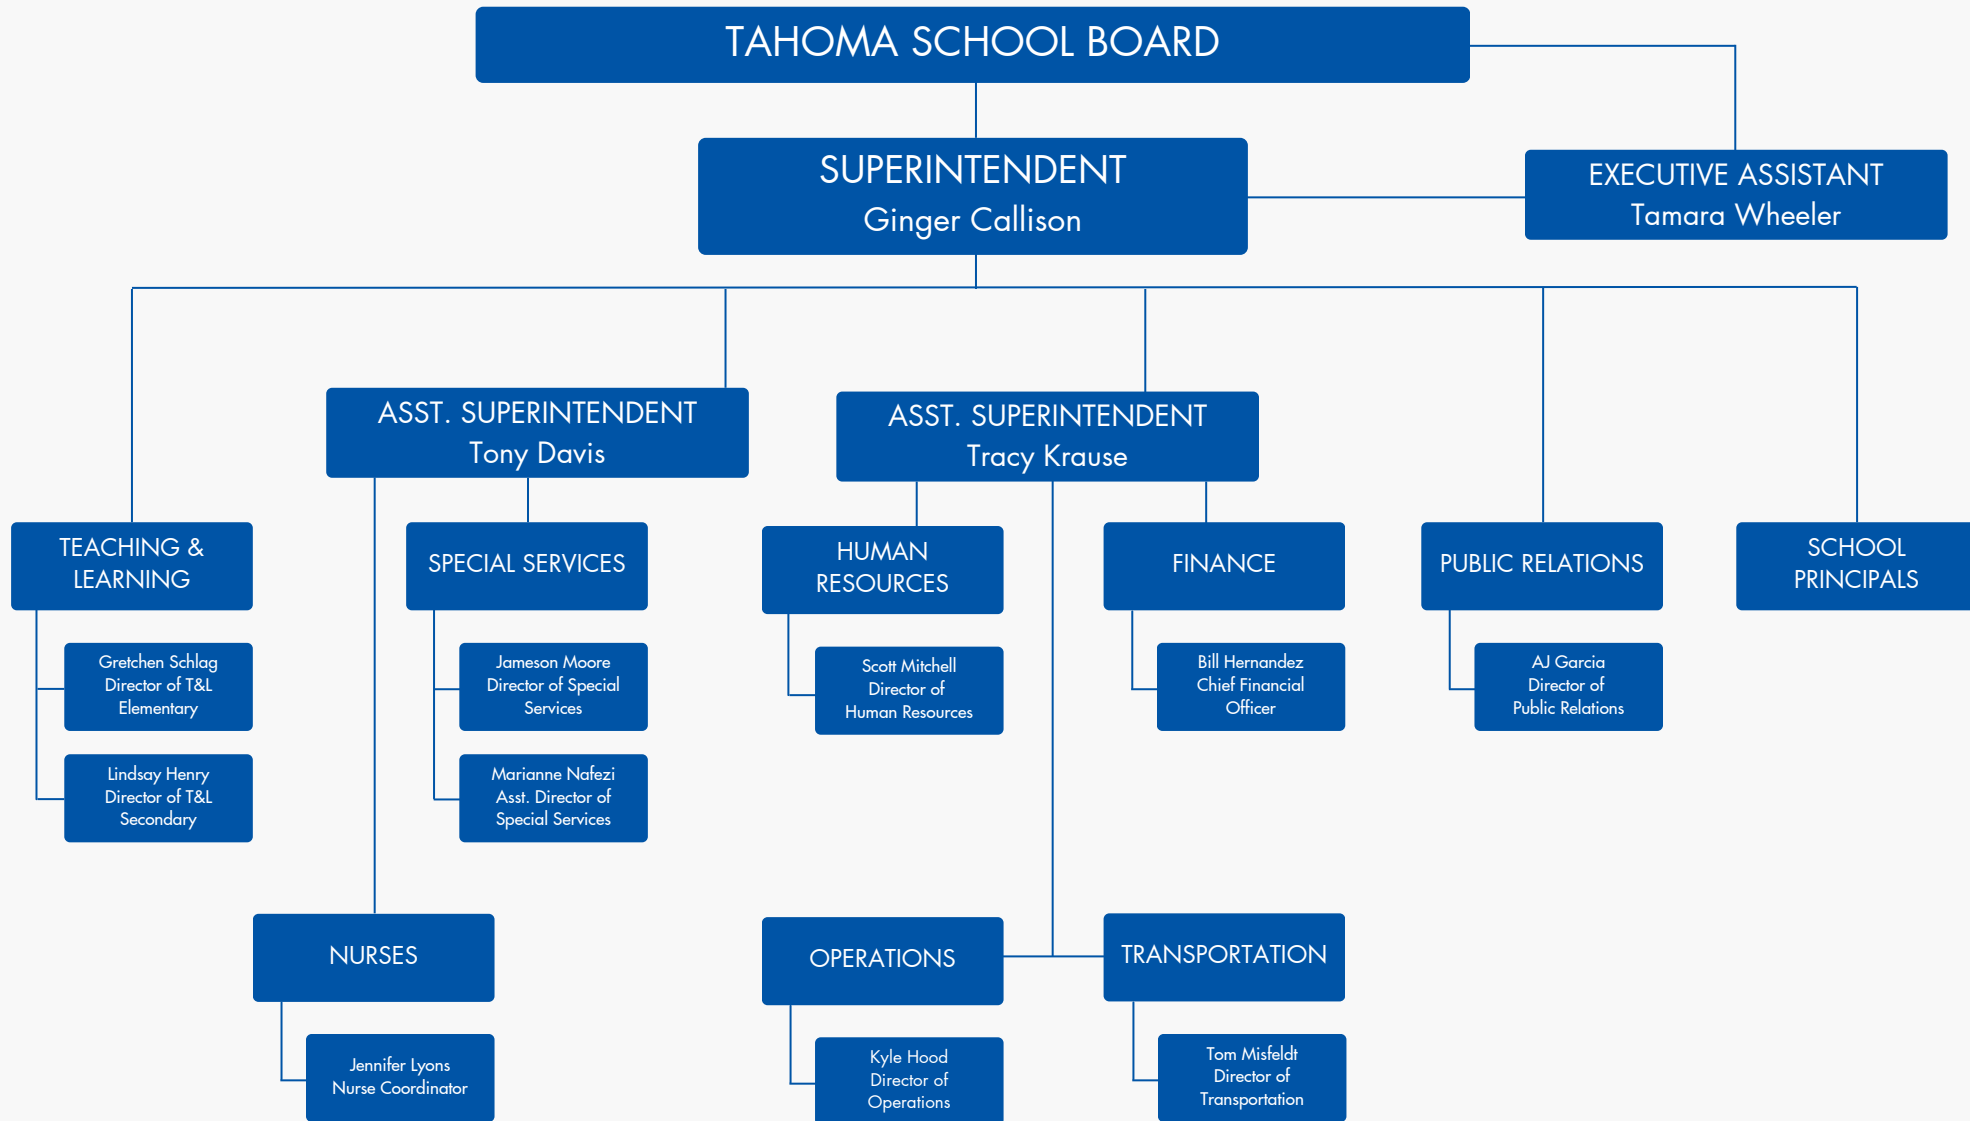 TAHOMA SCHOOL BOARD
SUPERINTENDENT
Ginger Callison
EXECUTIVE ASSISTANT
Tamara Wheeler
ASST. SUPERINTENDENT
Tony Davis
ASST. SUPERINTENDENT
Tracy Krause
TEACHING &
LEARNING
SPECIAL SERVICES
HUMAN
RESOURCES
FINANCE
PUBLIC RELATIONS
SCHOOL
PRINCIPALS
Gretchen Schlag
Director of T&L
Elementary
Jameson Moore
Director of Special
Services
Scott Mitchell
Director of
Human Resources
Bill Hernandez
Chief Financial
Officer
AJ Garcia
Director of
Public Relations
Lindsay Henry
Director of T&L
Secondary
Marianne Nafezi
Asst. Director of
Special Services
NURSES
OPERATIONS
TRANSPORTATION
Jennifer Lyons
Nurse Coordinator
Kyle Hood
Director of
Operations
Tom Misfeldt
Director of
Transportation